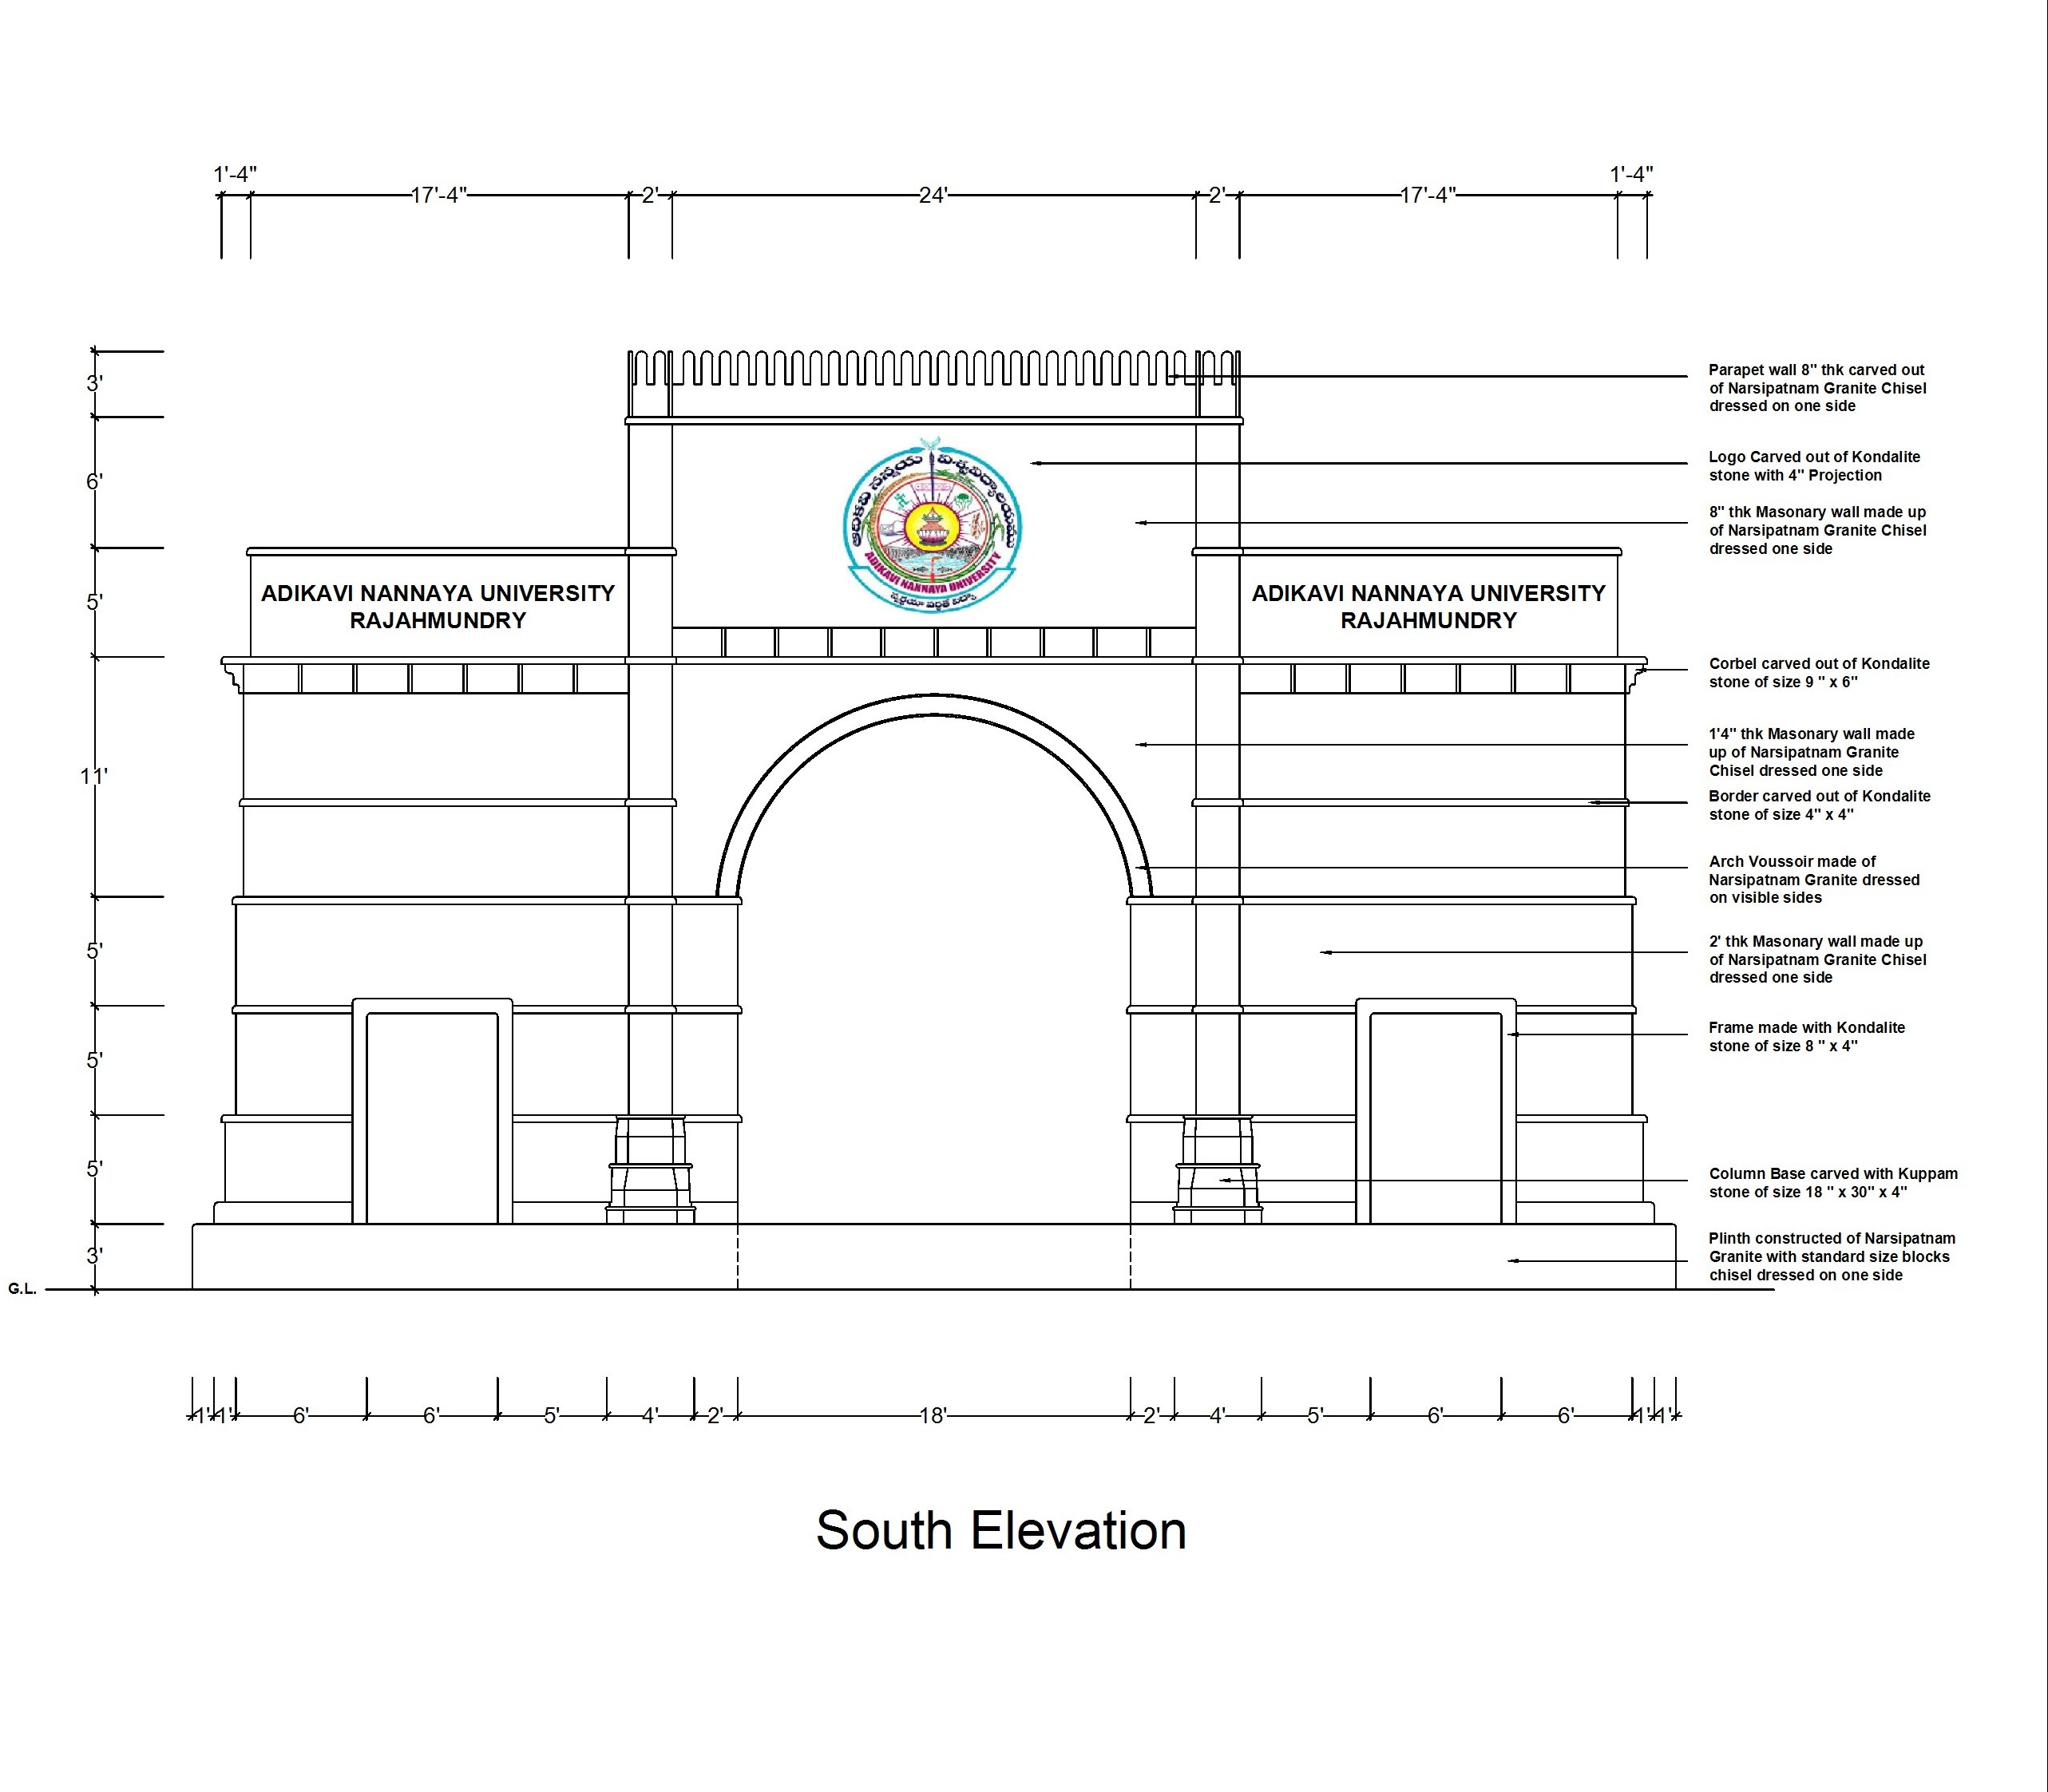 1'-4"
1'-4"
17'-4" 2' 24' 2' 17'-4"
3'
6'
5'
11'
5'
5'
5'
3'
G.L.
ఆదికవి నన్నయ విశ్వవిద్యాలయము
ADIKAVI NANNAYA UNIVERSITY
ADIKAVI NANNAYA UNIVERSITY
RAJAHMUNDRY
ADIKAVI NANNAYA UNIVERSITY
RAJAHMUNDRY
Parapet wall 8" thk carved out
of Narsipatnam Granite Chisel
dressed on one side
Logo Carved out of Kondalite
stone with 4" Projection
8" thk Masonary wall made up
of Narsipatnam Granite Chisel
dressed one side
Corbel carved out of Kondalite
stone of size 9 " x 6"
1'4" thk Masonary wall made
up of Narsipatnam Granite
Chisel dressed one side
Border carved out of Kondalite
stone of size 4" x 4"
Arch Voussoir made of
Narsipatnam Granite dressed
on visible sides
2' thk Masonary wall made up
of Narsipatnam Granite Chisel
dressed one side
Frame made with Kondalite
stone of size 8 " x 4"
Column Base carved with Kuppam
stone of size 18 " x 30" x 4"
Plinth constructed of Narsipatnam
Granite with standard size blocks
chisel dressed on one side
1' 1' 6' 6' 5' 4' 2' 18' 2' 4' 5' 6' 6' 1' 1'
South Elevation